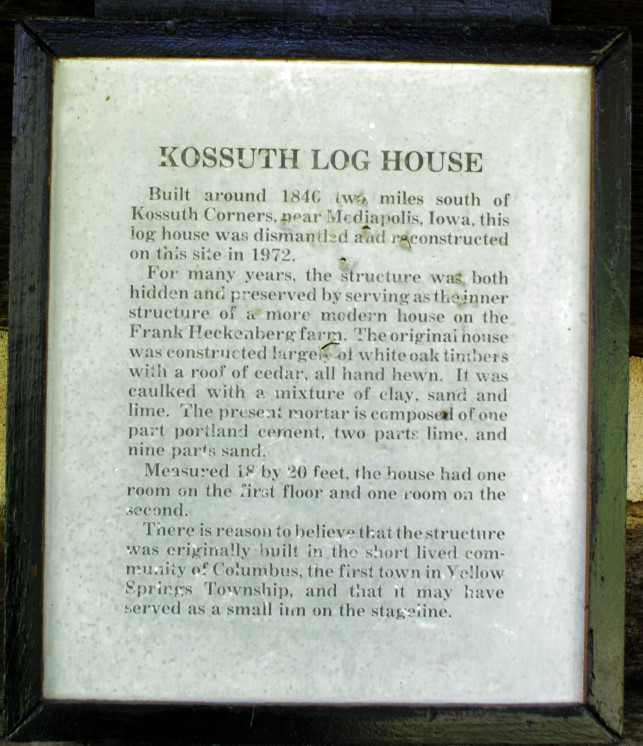 KOSSUTH LOG HOUSE
Built around 1846 two miles south of
Kossuth Corners, near Mediapolis, Iowa, this
log house was dismantled and reconstructed
on this site in 1972.
For many years, the structure was both
hidden and preserved by serving as the inner
structure of a more modern house on the
Frank Heckenberg farm. The original house
was constructed largely of white oak timbers
with a roof of cedar, all hand hewn. It was
caulked with a mixture of clay, sand and
lime. The present mortar is composed of one
part portland cement, two parts lime, and
nine parts sand.
Measured 18 by 20 feet, the house had one
room on the first floor and one room on the
second.
There is reason to believe that the structure
was originally built in the short lived com-
munity of Columbus, the first town in Yellow
Springs Township, and that it may have
served as a small inn on the stageline.